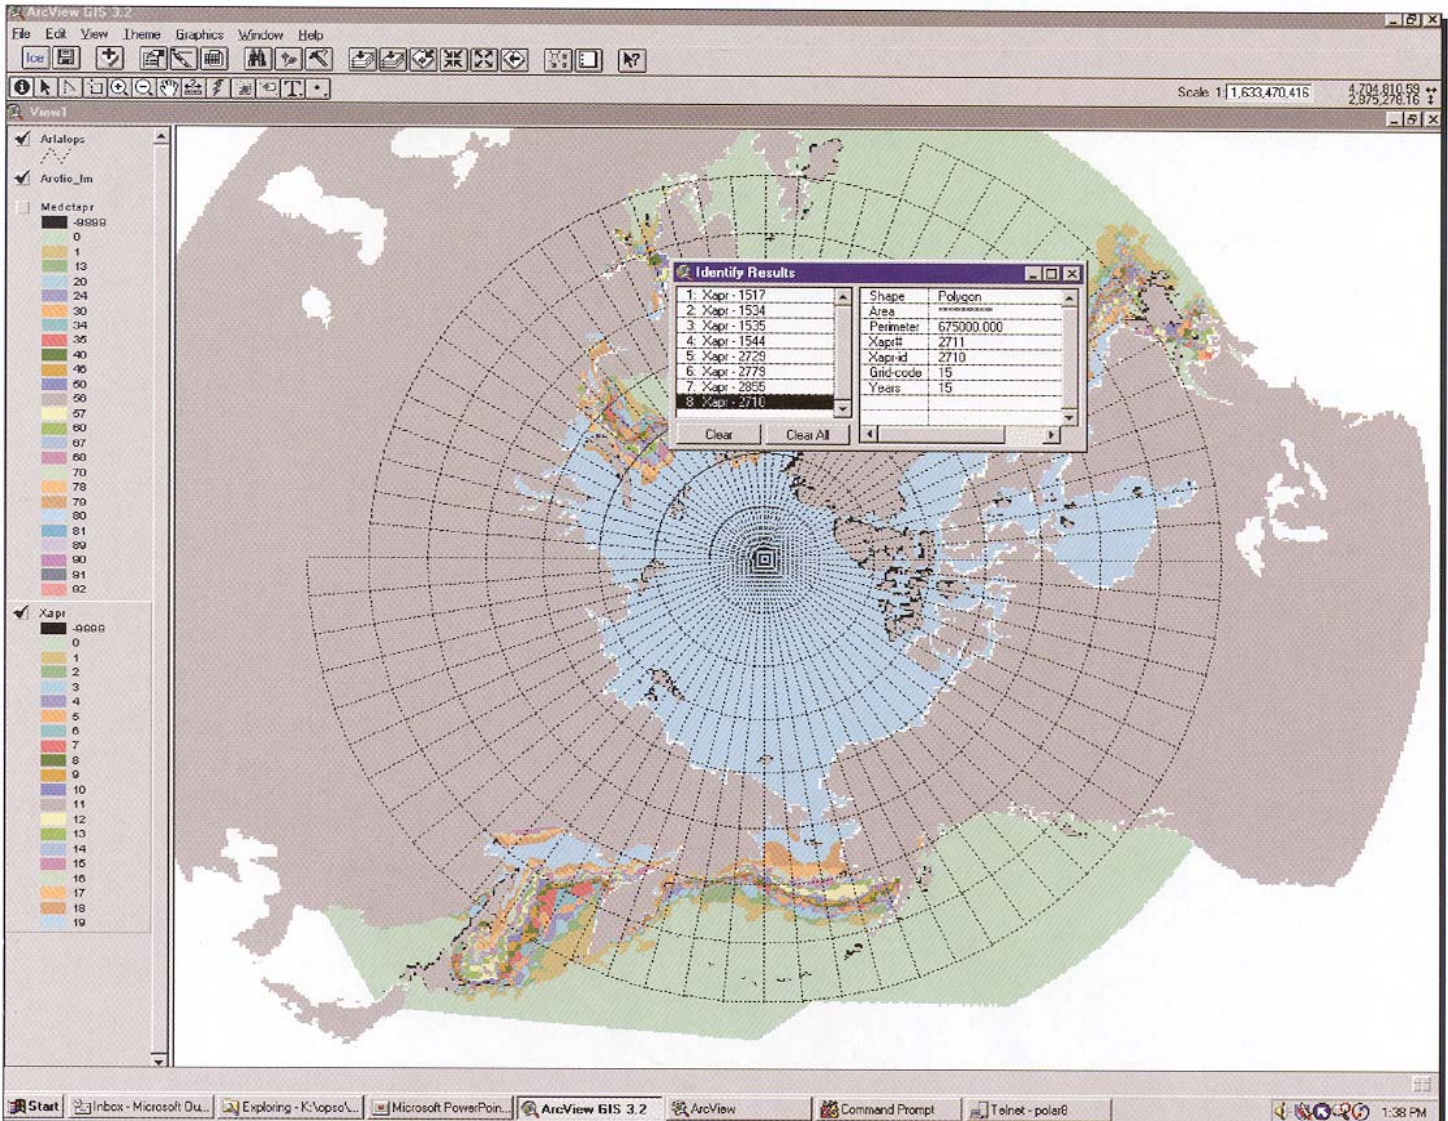 ArcView GIS 3.2
File Edit View Theme Graphics Window Help
Ice
Scale 1: 1,633,470,416
4,704,810.59
2,875,278.16
View1
Arlalops
Arctic_lm
Medctapr
-9999
0
1
13
20
24
30
34
35
40
46
50
56
57
60
67
68
70
78
79
80
81
89
90
91
92
Xapr
-9999
0
1
2
3
4
5
6
7
8
9
10
11
12
13
14
15
16
17
18
19
Identify Results
1: Xapr - 1517
2: Xapr - 1534
3: Xapr - 1535
4: Xapr - 1544
5: Xapr - 2729
6: Xapr - 2779
7: Xapr - 2855
8: Xapr - 2710
Clear Clear All
Shape Polygon
Area **********
Perimeter 675000.000
Xapr# 2711
Xapr-id 2710
Grid-code 15
Years 15
Start Inbox - Microsoft Ou... Exploring - K:\opso\... Microsoft PowerPoin... ArcView GIS 3.2 ArcView Command Prompt Telnet - polar8 1:38 PM